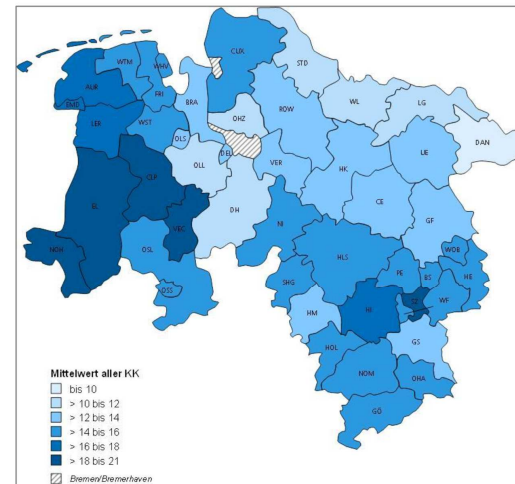 CUX
STD
WTM
WHV
AUR
FRI
EMD
BRA
OHZ
ROW
WL
LG
LER
WST
DAN
OLS
DEL
UE
OLL
VER
HK
CLP
EL
DH
CE
VEC
NI
GF
NOH
OSL
HLS
WOB
OSS
SHG
PE
BS
HE
HM
HI
SZ
WF
HOL
GS
NOM
OHA
GÖ
Mittelwert aller KK
bis 10
> 10 bis 12
> 12 bis 14
> 14 bis 16
> 16 bis 18
> 18 bis 21
Bremen/Bremerhaven